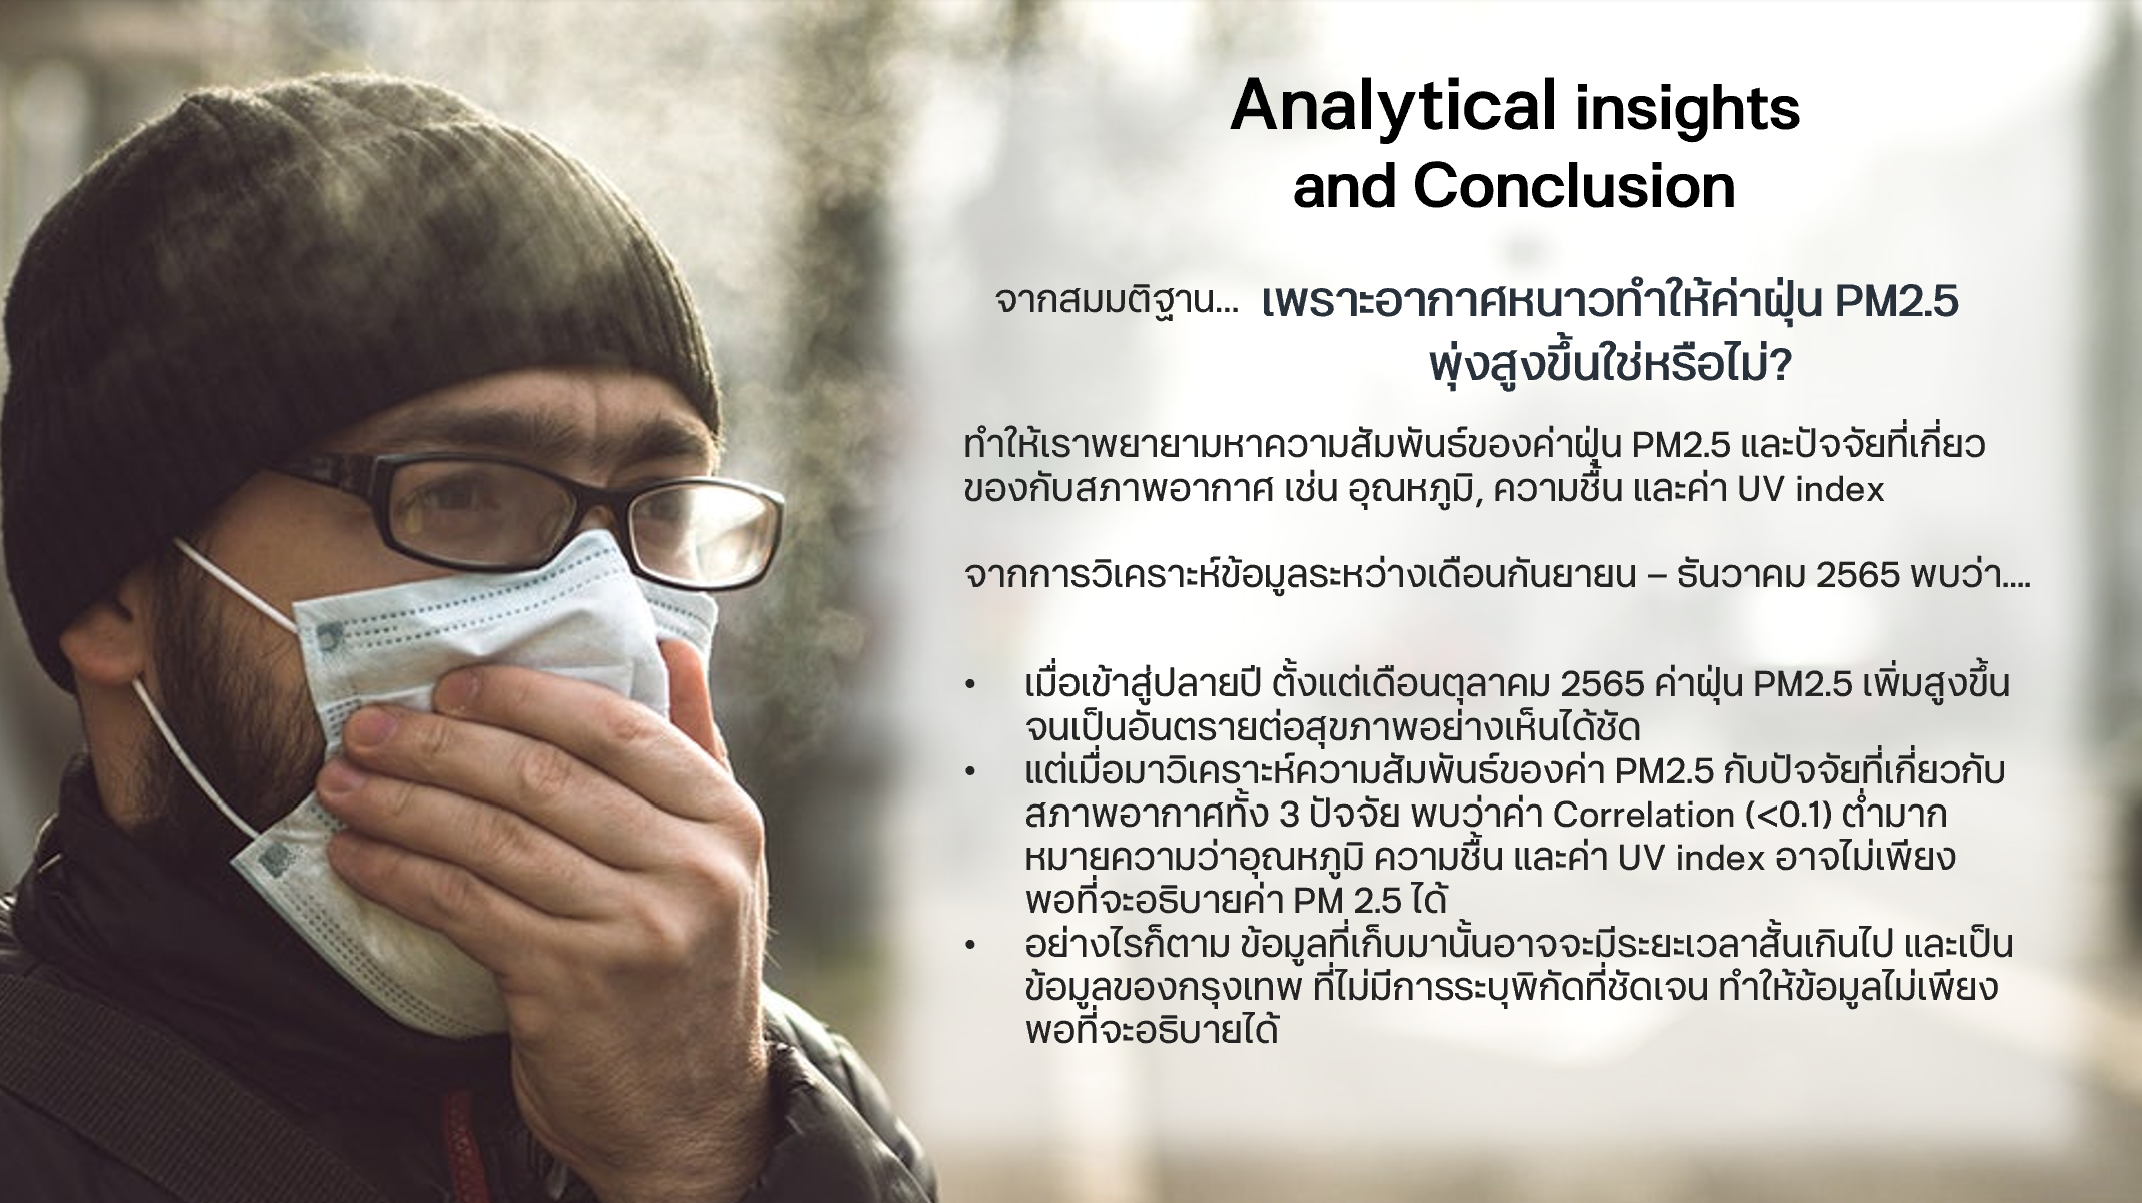 Analytical insights
and Conclusion
จากสมมติฐาน... เพราะอากาศหนาวทำให้ค่าฝุ่น PM2.5
พุ่งสูงขึ้นใช่หรือไม่?
ทำให้เราพยายามหาความสัมพันธ์ของค่าฝุ่น PM2.5 และปัจจัยที่เกี่ยว
ของกับสภาพอากาศ เช่น อุณหภูมิ, ความชื้น และค่า UV index
จากการวิเคราะห์ข้อมูลระหว่างเดือนกันยายน – ธันวาคม 2565 พบว่า....
• เมื่อเข้าสู่ปลายปี ตั้งแต่เดือนตุลาคม 2565 ค่าฝุ่น PM2.5 เพิ่มสูงขึ้น
จนเป็นอันตรายต่อสุขภาพอย่างเห็นได้ชัด
• แต่เมื่อมาวิเคราะห์ความสัมพันธ์ของค่า PM2.5 กับปัจจัยที่เกี่ยวกับ
สภาพอากาศทั้ง 3 ปัจจัย พบว่าค่า Correlation (<0.1) ต่ำมาก
หมายความว่าอุณหภูมิ ความชื้น และค่า UV index อาจไม่เพียง
พอที่จะอธิบายค่า PM 2.5 ได้
• อย่างไรก็ตาม ข้อมูลที่เก็บมานั้นอาจจะมีระยะเวลาสั้นเกินไป และเป็น
ข้อมูลของกรุงเทพ ที่ไม่มีการระบุพิกัดที่ชัดเจน ทำให้ข้อมูลไม่เพียง
พอที่จะอธิบายได้